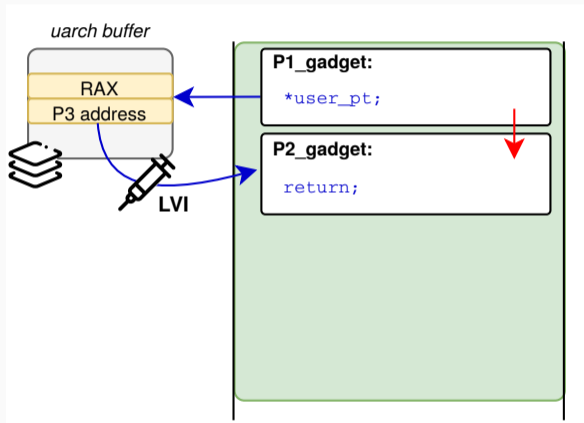 uarch buffer
RAX
P3 address
LVI
P1_gadget:
*user_pt;
P2_gadget:
return;